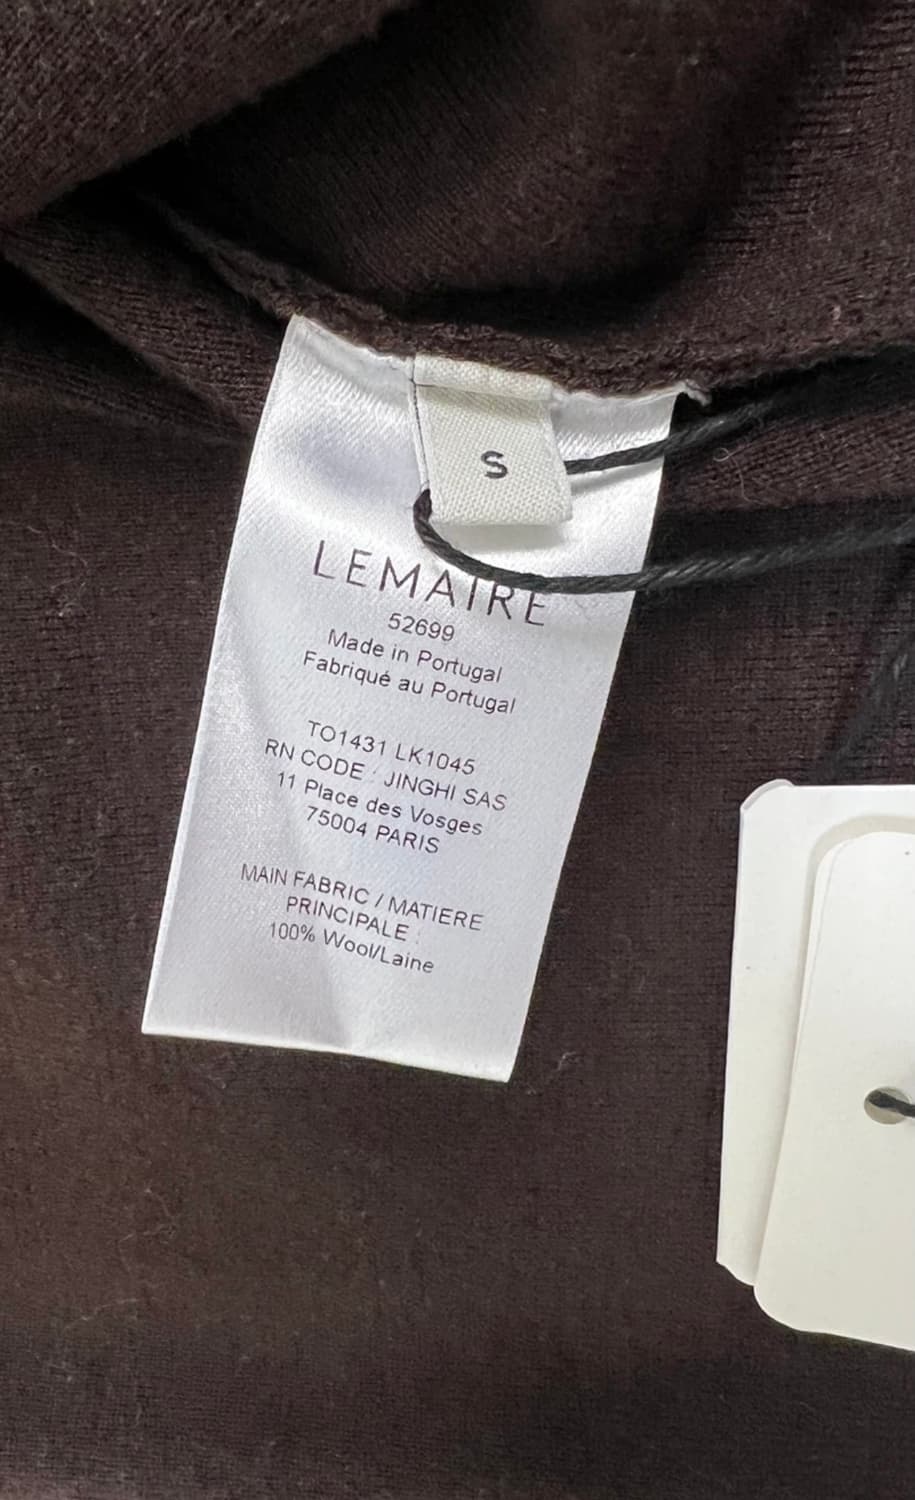 S
LEMAIRE
52699
Made in Portugal
Fabriqué au Portugal
TO1431 LK1045
RN CODE : JINGHI SAS
11 Place des Vosges
75004 PARIS
MAIN FABRIC / MATIERE
PRINCIPALE :
100% Wool/Laine